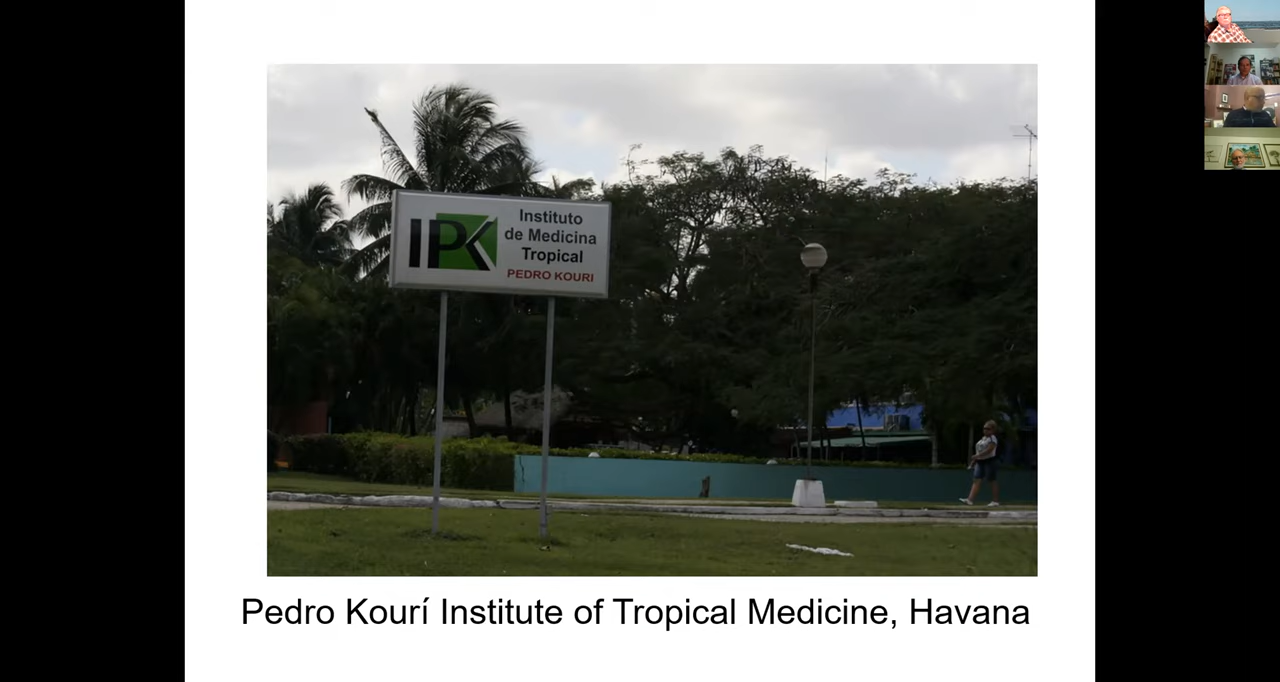 IPK
Instituto
de Medicina
Tropical
PEDRO KOURI
Pedro Kourí Institute of Tropical Medicine, Havana